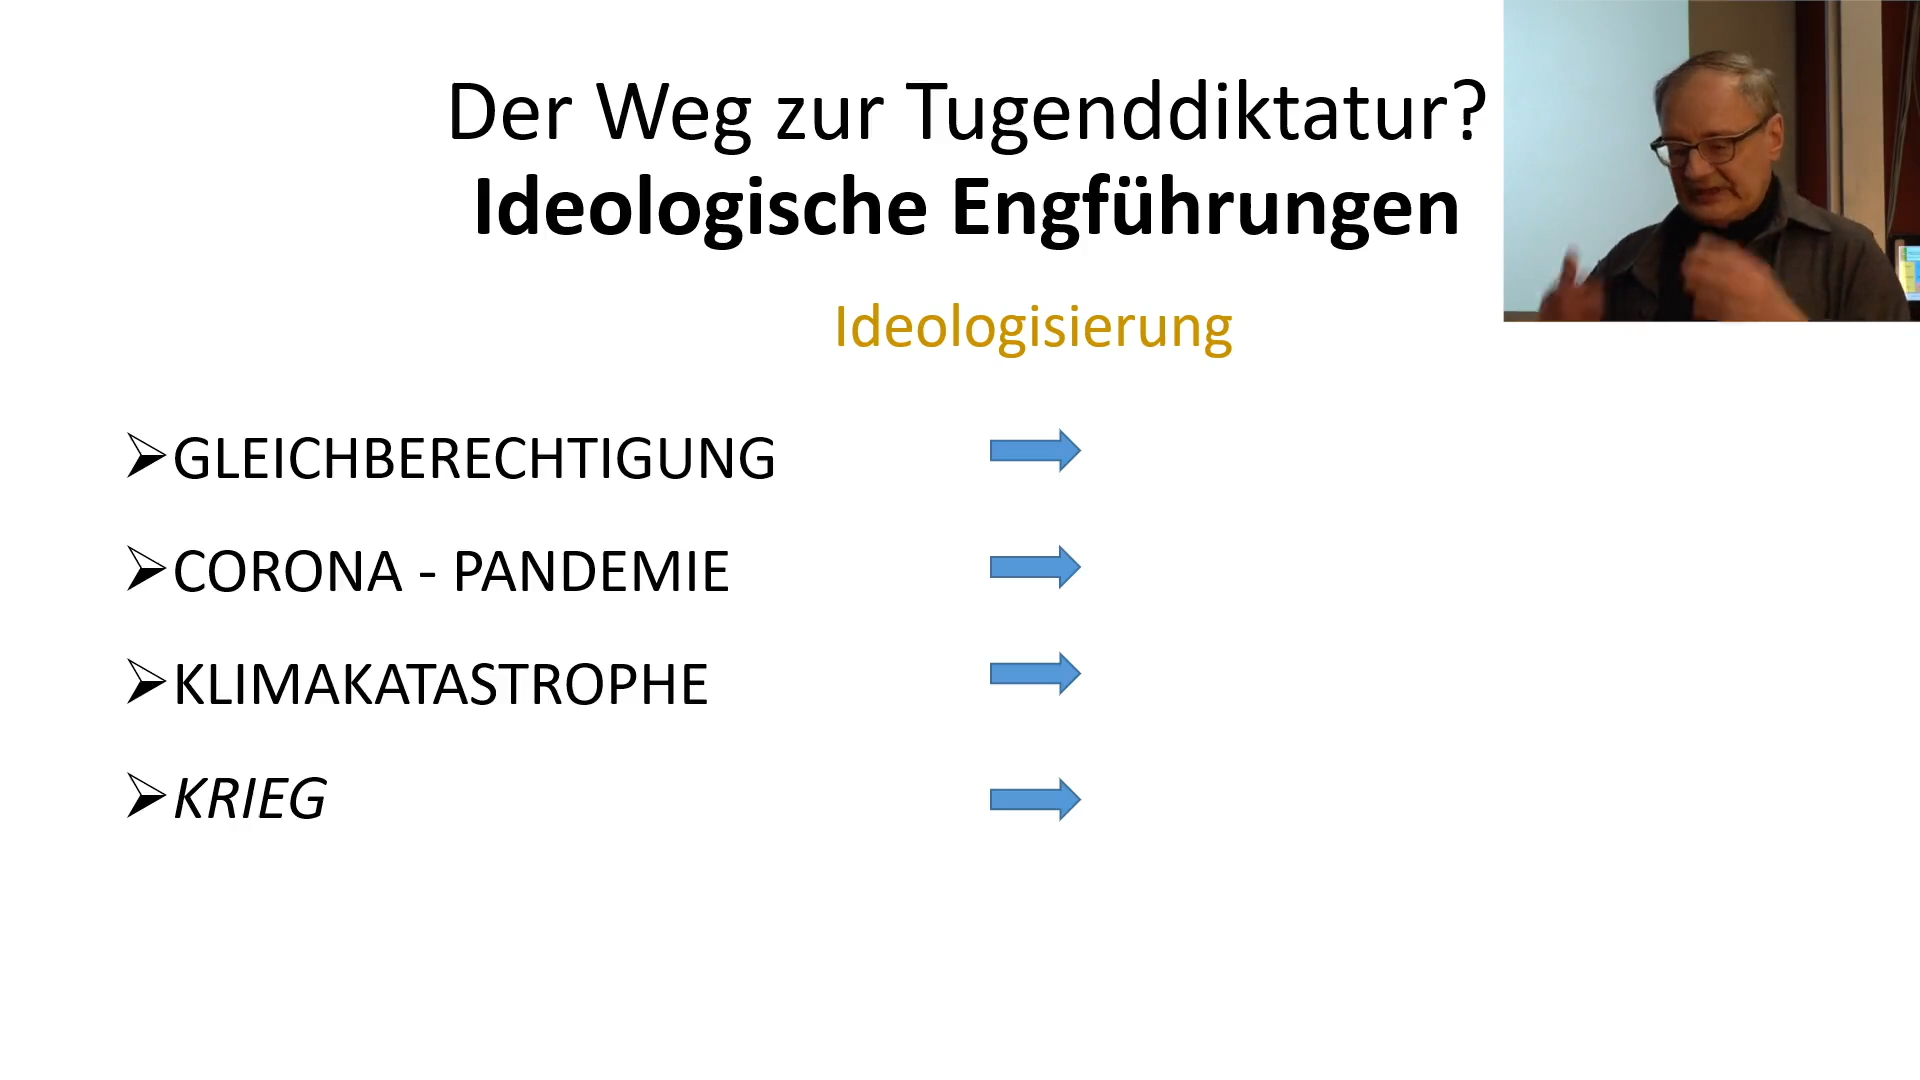 Der Weg zur Tugenddiktatur?
Ideologische Engführungen
Ideologisierung
GLEICHBERECHTIGUNG
CORONA - PANDEMIE
KLIMAKATASTROPHE
KRIEG